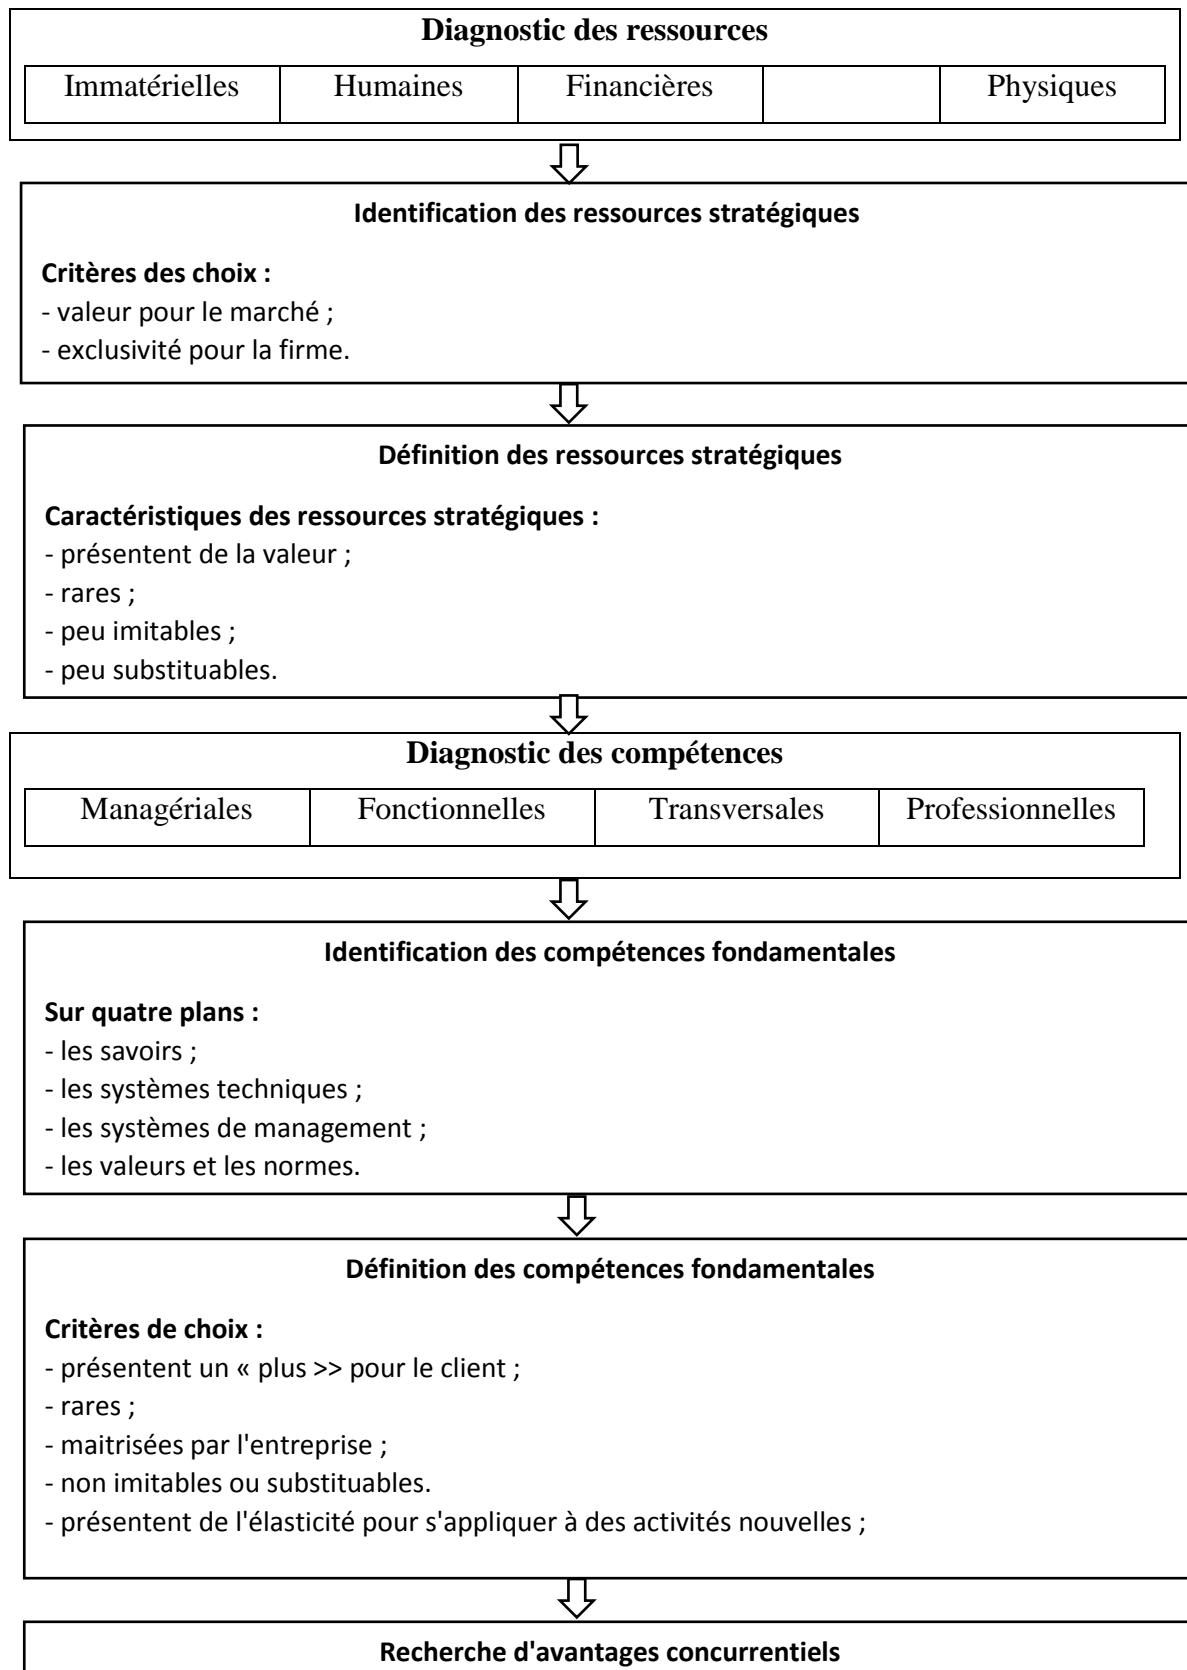 Diagnostic des ressources
Immatérielles Humaines Financières Physiques
Identification des ressources stratégiques
Critères des choix :
- valeur pour le marché ;
- exclusivité pour la firme.
Définition des ressources stratégiques
Caractéristiques des ressources stratégiques :
- présentent de la valeur ;
- rares ;
- peu imitables ;
- peu substituables.
Diagnostic des compétences
Managériales Fonctionnelles Transversales Professionnelles
Identification des compétences fondamentales
Sur quatre plans :
- les savoirs ;
- les systèmes techniques ;
- les systèmes de management ;
- les valeurs et les normes.
Définition des compétences fondamentales
Critères de choix :
- présentent un « plus >> pour le client ;
- rares ;
- maitrisées par l'entreprise ;
- non imitables ou substituables.
- présentent de l'élasticité pour s'appliquer à des activités nouvelles ;
Recherche d'avantages concurrentiels